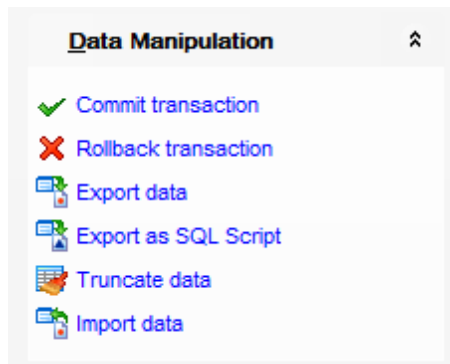 Data Manipulation
Commit transaction
Rollback transaction
Export data
Export as SQL Script
Truncate data
Import data